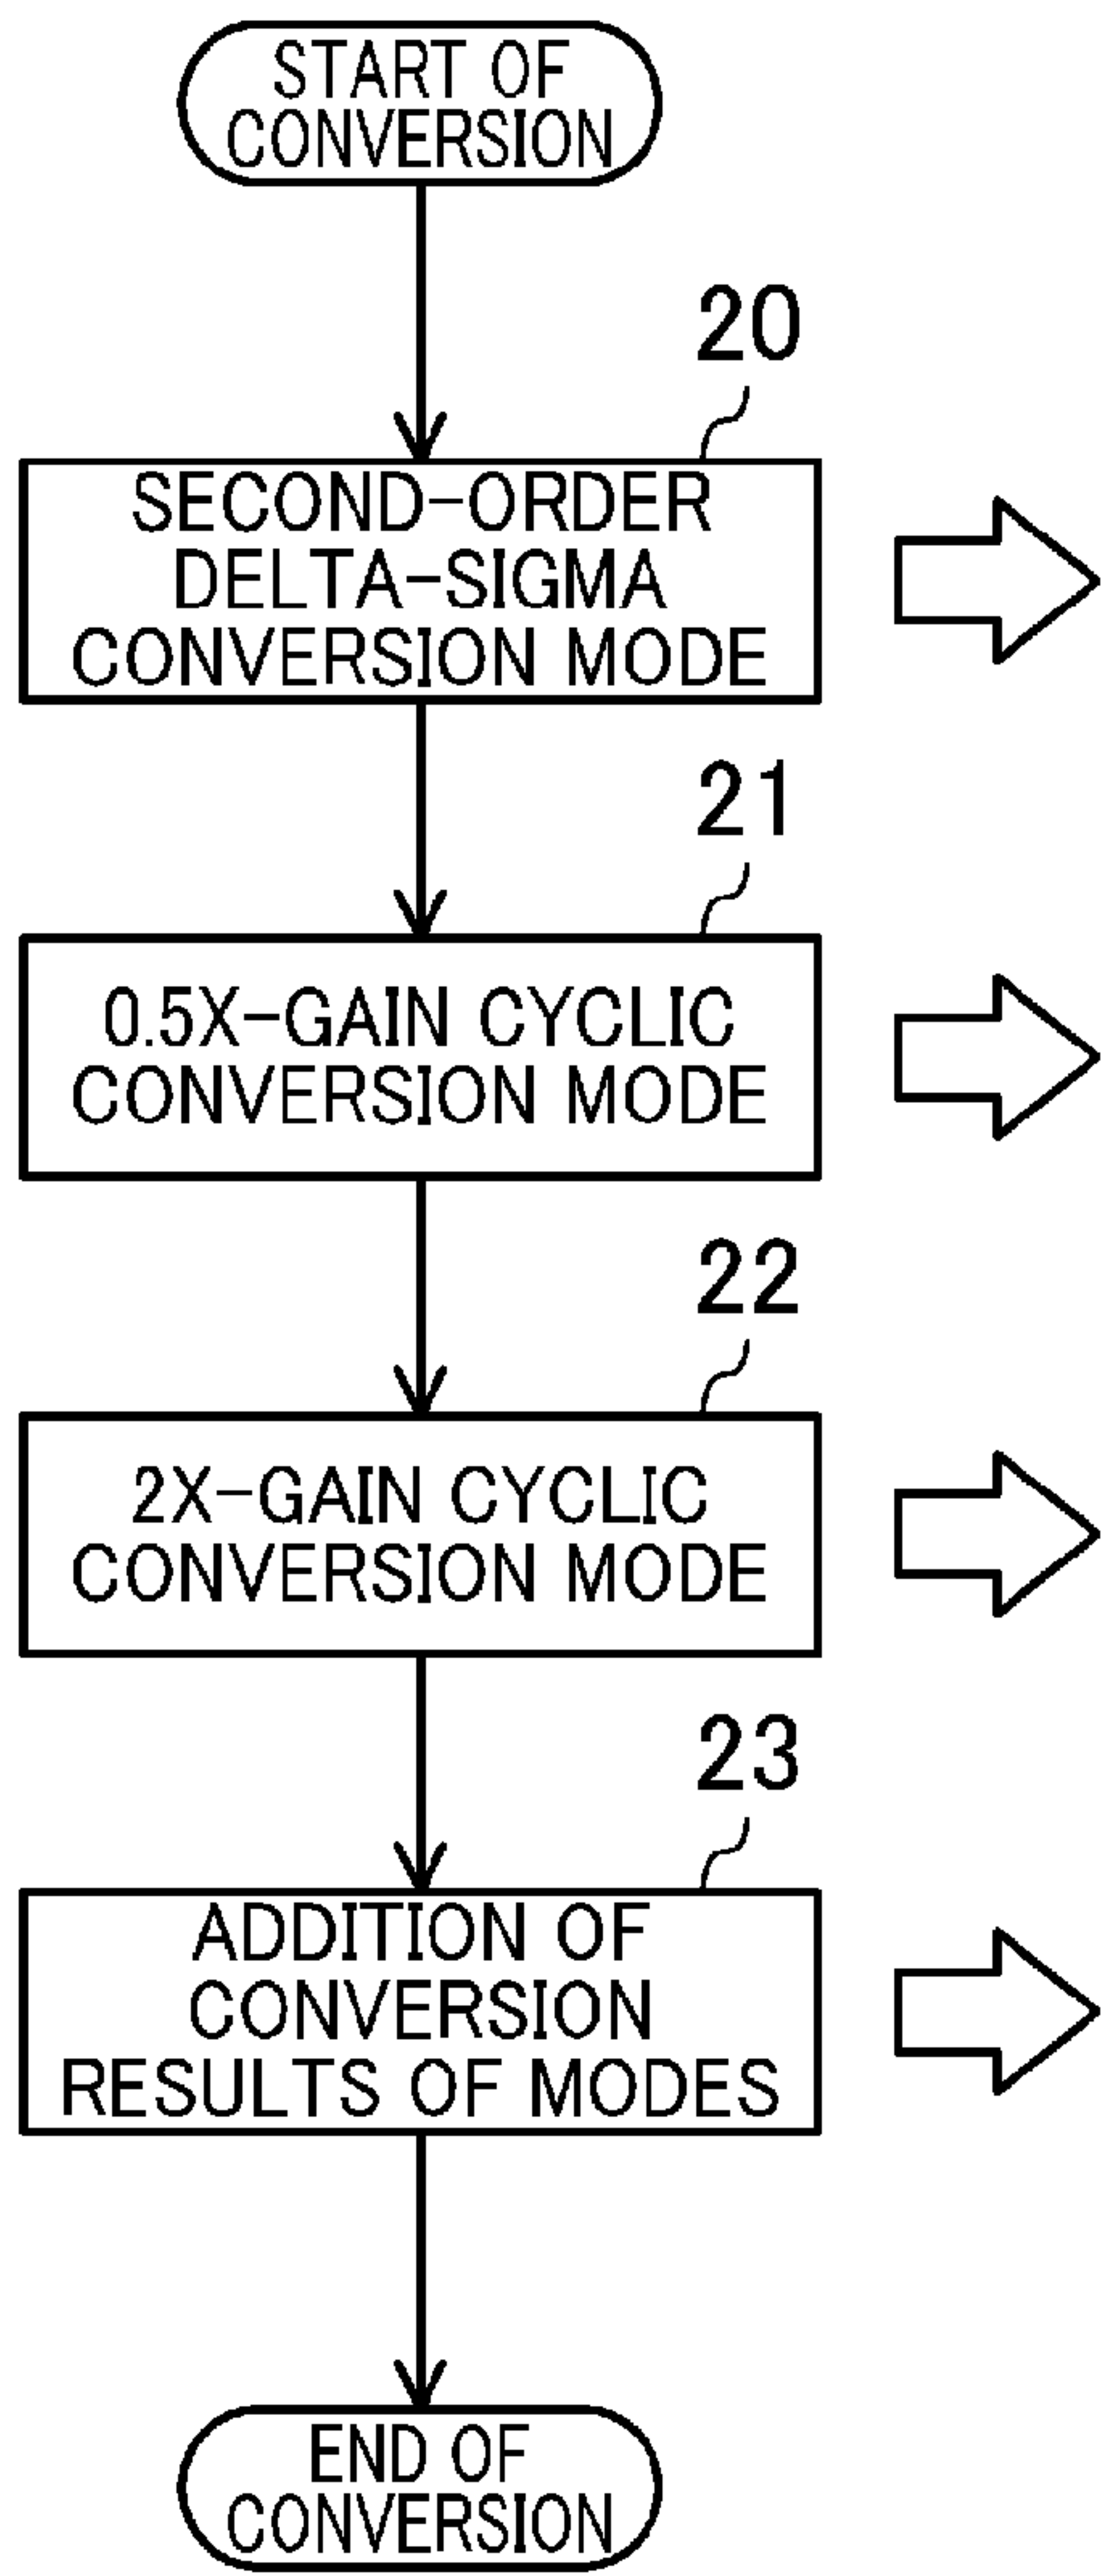 START OF
CONVERSION
20
SECOND-ORDER
DELTA-SIGMA
CONVERSION MODE
21
0.5X-GAIN CYCLIC
CONVERSION MODE
22
2X-GAIN CYCLIC
CONVERSION MODE
23
ADDITION OF
CONVERSION
RESULTS OF MODES
END OF
CONVERSION